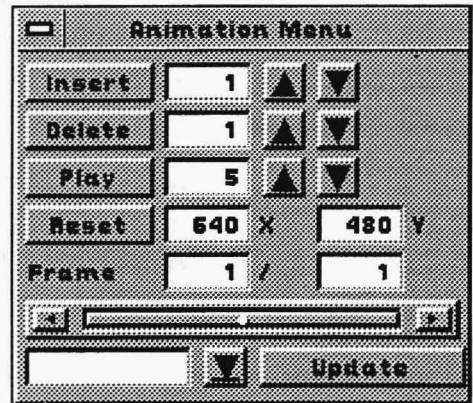 Animation Menu
Insert 1
Delete 1
Play 5
Reset 640 X 480 Y
Frame 1 / 1
Update